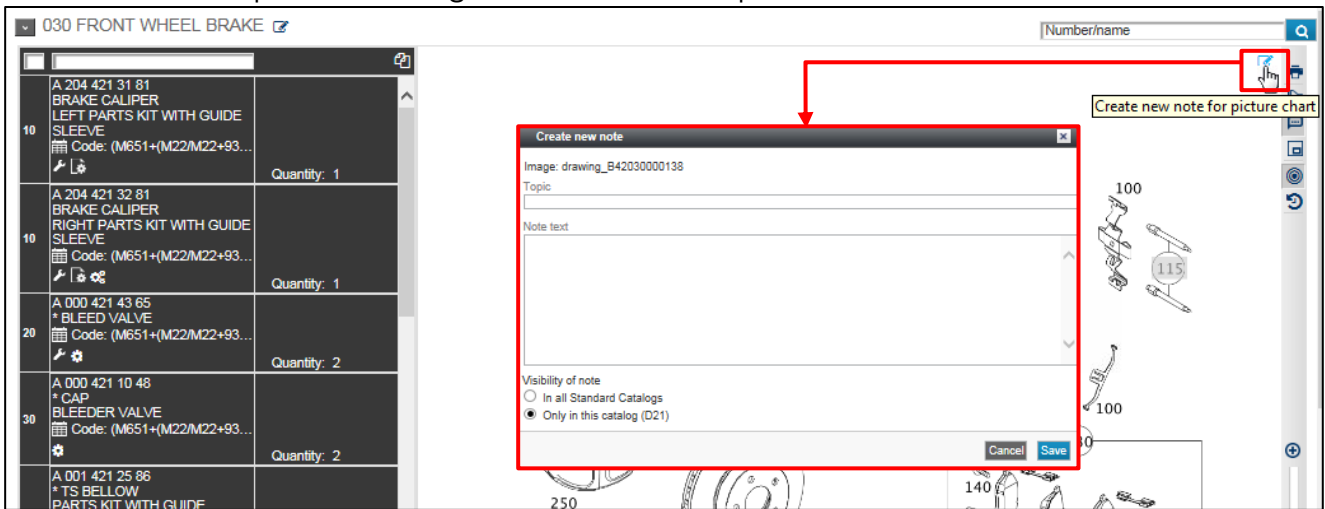 030 FRONT WHEEL BRAKE
Number/name
A 204 421 31 81
BRAKE CALIPER
LEFT PARTS KIT WITH GUIDE
10 SLEEVE
Code: (M651+(M22/M22+93...
Quantity: 1
A 204 421 32 81
BRAKE CALIPER
RIGHT PARTS KIT WITH GUIDE
10 SLEEVE
Code: (M651+(M22/M22+93...
Quantity: 1
A 000 421 43 65
* BLEED VALVE
20 Code: (M651+(M22/M22+93...
Quantity: 2
A 000 421 10 48
* CAP
30 BLEEDER VALVE
Code: (M651+(M22/M22+93...
Quantity: 2
A 001 421 25 86
* TS BELLOW
PARTS KIT WITH GUIDE
Create new note for picture chart
Create new note
Image: drawing_B42030000138
Topic
Note text
Visibility of note
In all Standard Catalogs
Only in this catalog (D21)
Cancel Save
100
115
100
140
250